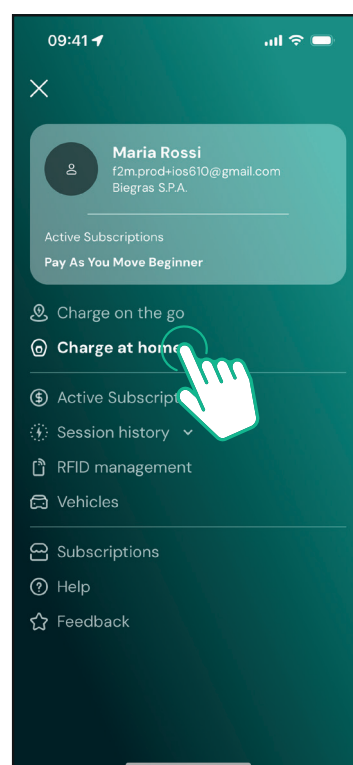 09:41
Maria Rossi
f2m.prod+ios610@gmail.com
Biegras S.P.A.
Active Subscriptions
Pay As You Move Beginner
Charge on the go
Charge at home
Active Subscript
Session history
RFID management
Vehicles
Subscriptions
Help
Feedback